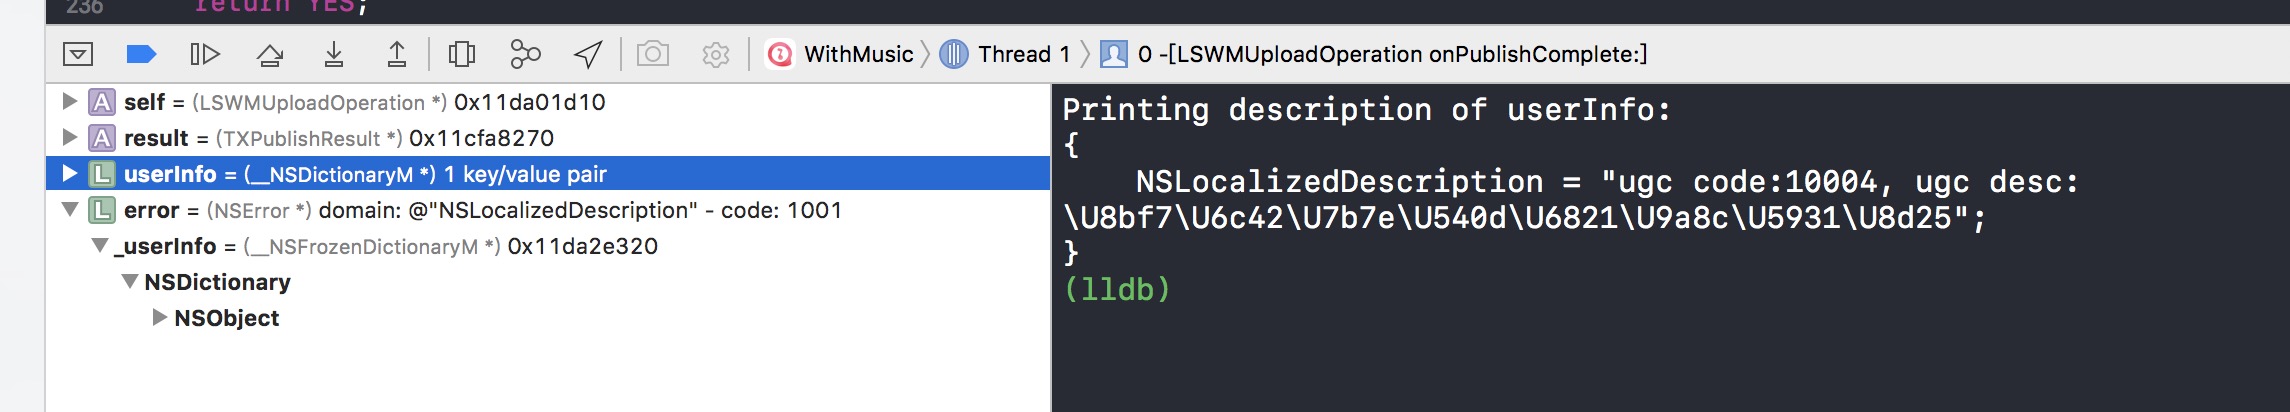 236 return YES;
WithMusic Thread 1 0 -[LSWMUploadOperation onPublishComplete:]
A self = (LSWMUploadOperation *) 0x11da01d10
A result = (TXPublishResult *) 0x11cfa8270
L userInfo = (__NSDictionaryM *) 1 key/value pair
L error = (NSError *) domain: @"NSLocalizedDescription" - code: 1001
_userInfo = (__NSFrozenDictionaryM *) 0x11da2e320
NSDictionary
NSObject
Printing description of userInfo:
{
NSLocalizedDescription = "ugc code:10004, ugc desc:
\U8bf7\U6c42\U7b7e\U540d\U6821\U9a8c\U5931\U8d25";
}
(lldb)